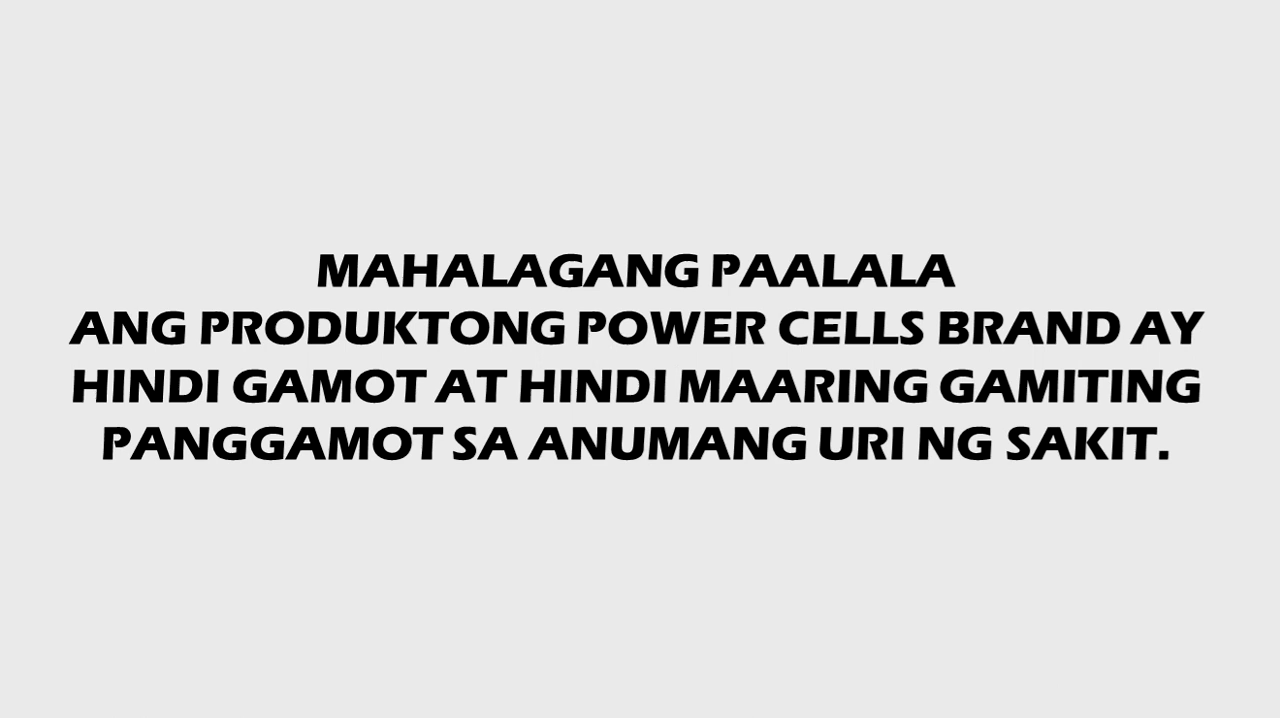 MAHALAGANG PAALALA
ANG PRODUKTONG POWER CELLS BRAND AY
HINDI GAMOT AT HINDI MAARING GAMITING
PANGGAMOT SA ANUMANG URI NG SAKIT.